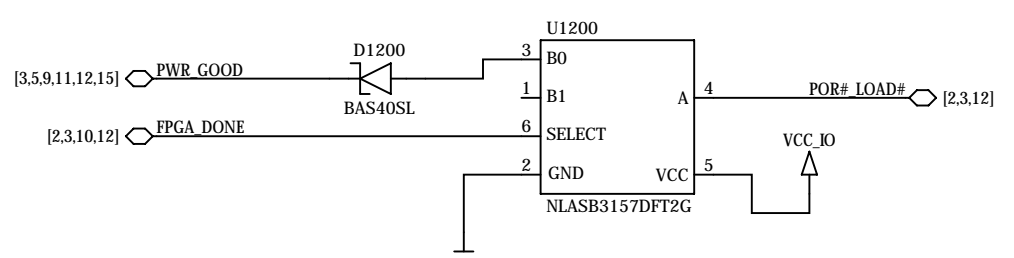 U1200
D1200
[3,5,9,11,12,15] PWR_GOOD
3 B0
BAS40SL
1 B1
A 4 POR#_LOAD# [2,3,12]
[2,3,10,12] FPGA_DONE
6 SELECT
VCC_IO
2 GND
VCC 5
NLASB3157DFT2G